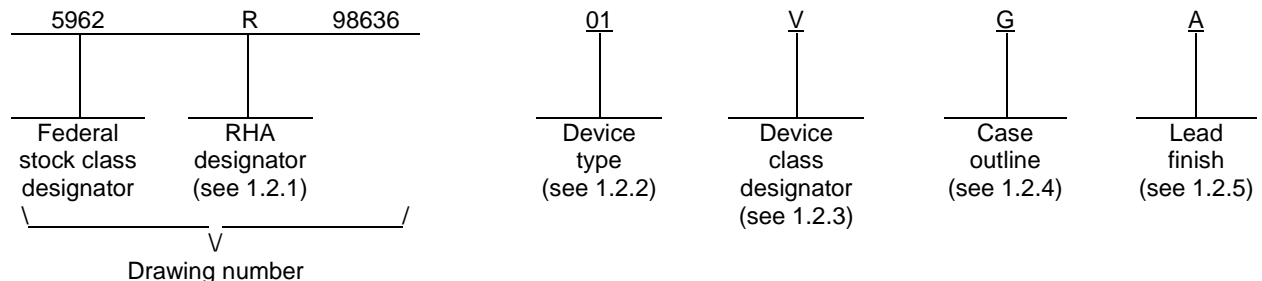 5962 R 98636 01 V G A
Federal stock class designator
RHA designator (see 1.2.1)
Device type (see 1.2.2)
Device class designator (see 1.2.3)
Case outline (see 1.2.4)
Lead finish (see 1.2.5)
Drawing number